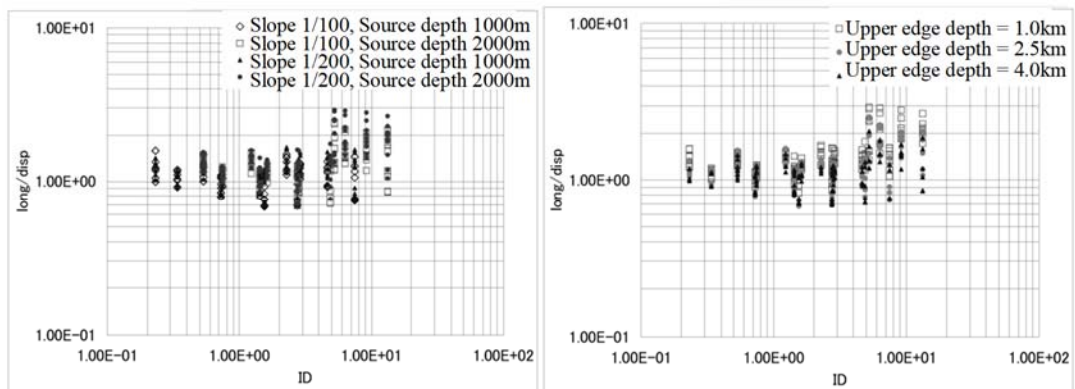 Slope 1/100, Source depth 1000m
Slope 1/100, Source depth 2000m
Slope 1/200, Source depth 1000m
Slope 1/200, Source depth 2000m
1.00E+01
1.00E+00
1.00E-01
long/disp
1.00E-01
1.00E+00
1.00E+01
1.00E+02
ID
Upper edge depth = 1.0km
Upper edge depth = 2.5km
Upper edge depth = 4.0km
1.00E+01
1.00E+00
1.00E-01
long/disp
1.00E-01
1.00E+00
1.00E+01
1.00E+02
ID